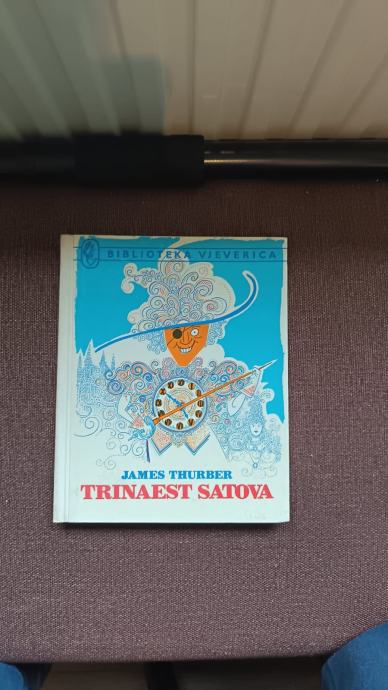 BIBLIOTEKA VJEVERICA
JAMES THURBER
TRINAEST SATOVA